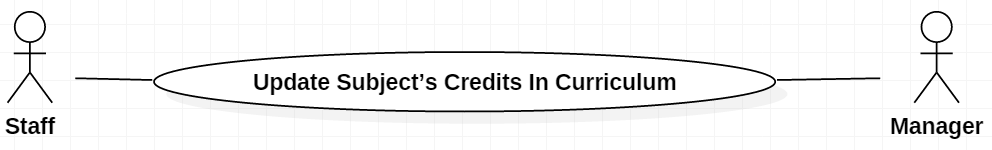 Update Subject’s Credits In Curriculum
Staff
Manager